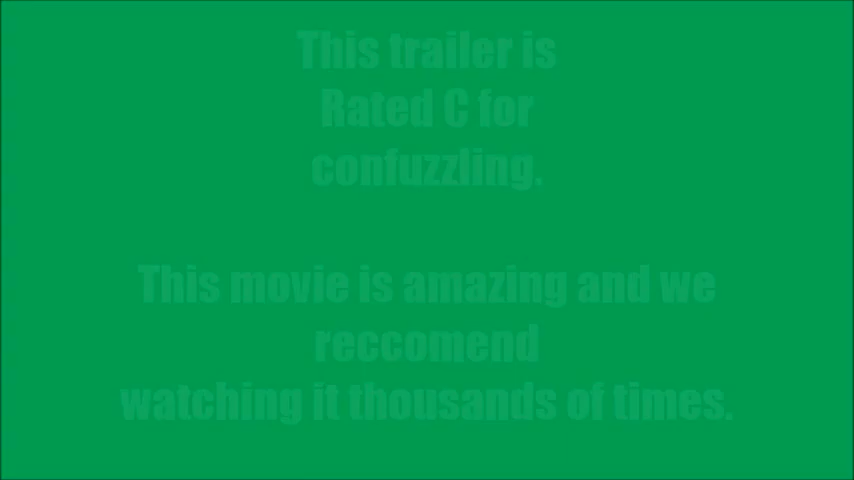 This trailer is
Rated C for
confuzzling.
This movie is amazing and we
reccomend
watching it thousands of times.